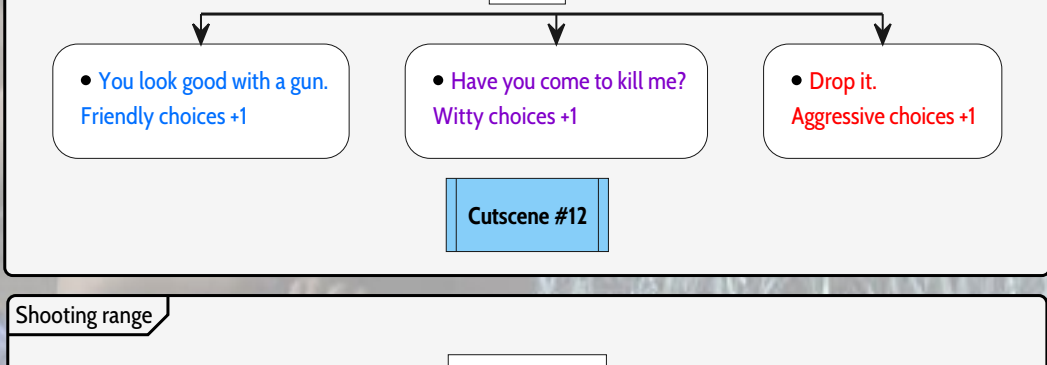 • You look good with a gun.
Friendly choices +1
• Have you come to kill me?
Witty choices +1
• Drop it.
Aggressive choices +1
Cutscene #12
Shooting range